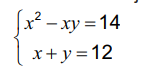 x² – xy = 14
x + y = 12